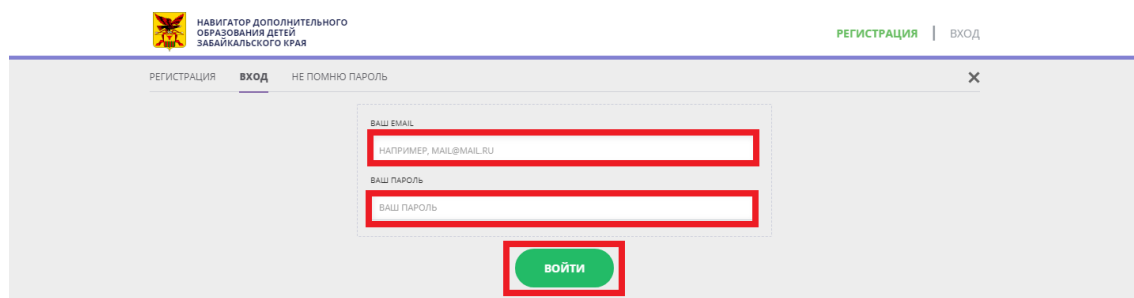 НАВИГАТОР ДОПОЛНИТЕЛЬНОГО
ОБРАЗОВАНИЯ ДЕТЕЙ
ЗАБАЙКАЛЬСКОГО КРАЯ
РЕГИСТРАЦИЯ | ВХОД
РЕГИСТРАЦИЯ ВХОД НЕ ПОМНЮ ПАРОЛЬ
ВАШ EMAIL
НАПРИМЕР, MAIL@MAIL.RU
ВАШ ПАРОЛЬ
ВАШ ПАРОЛЬ
ВОЙТИ